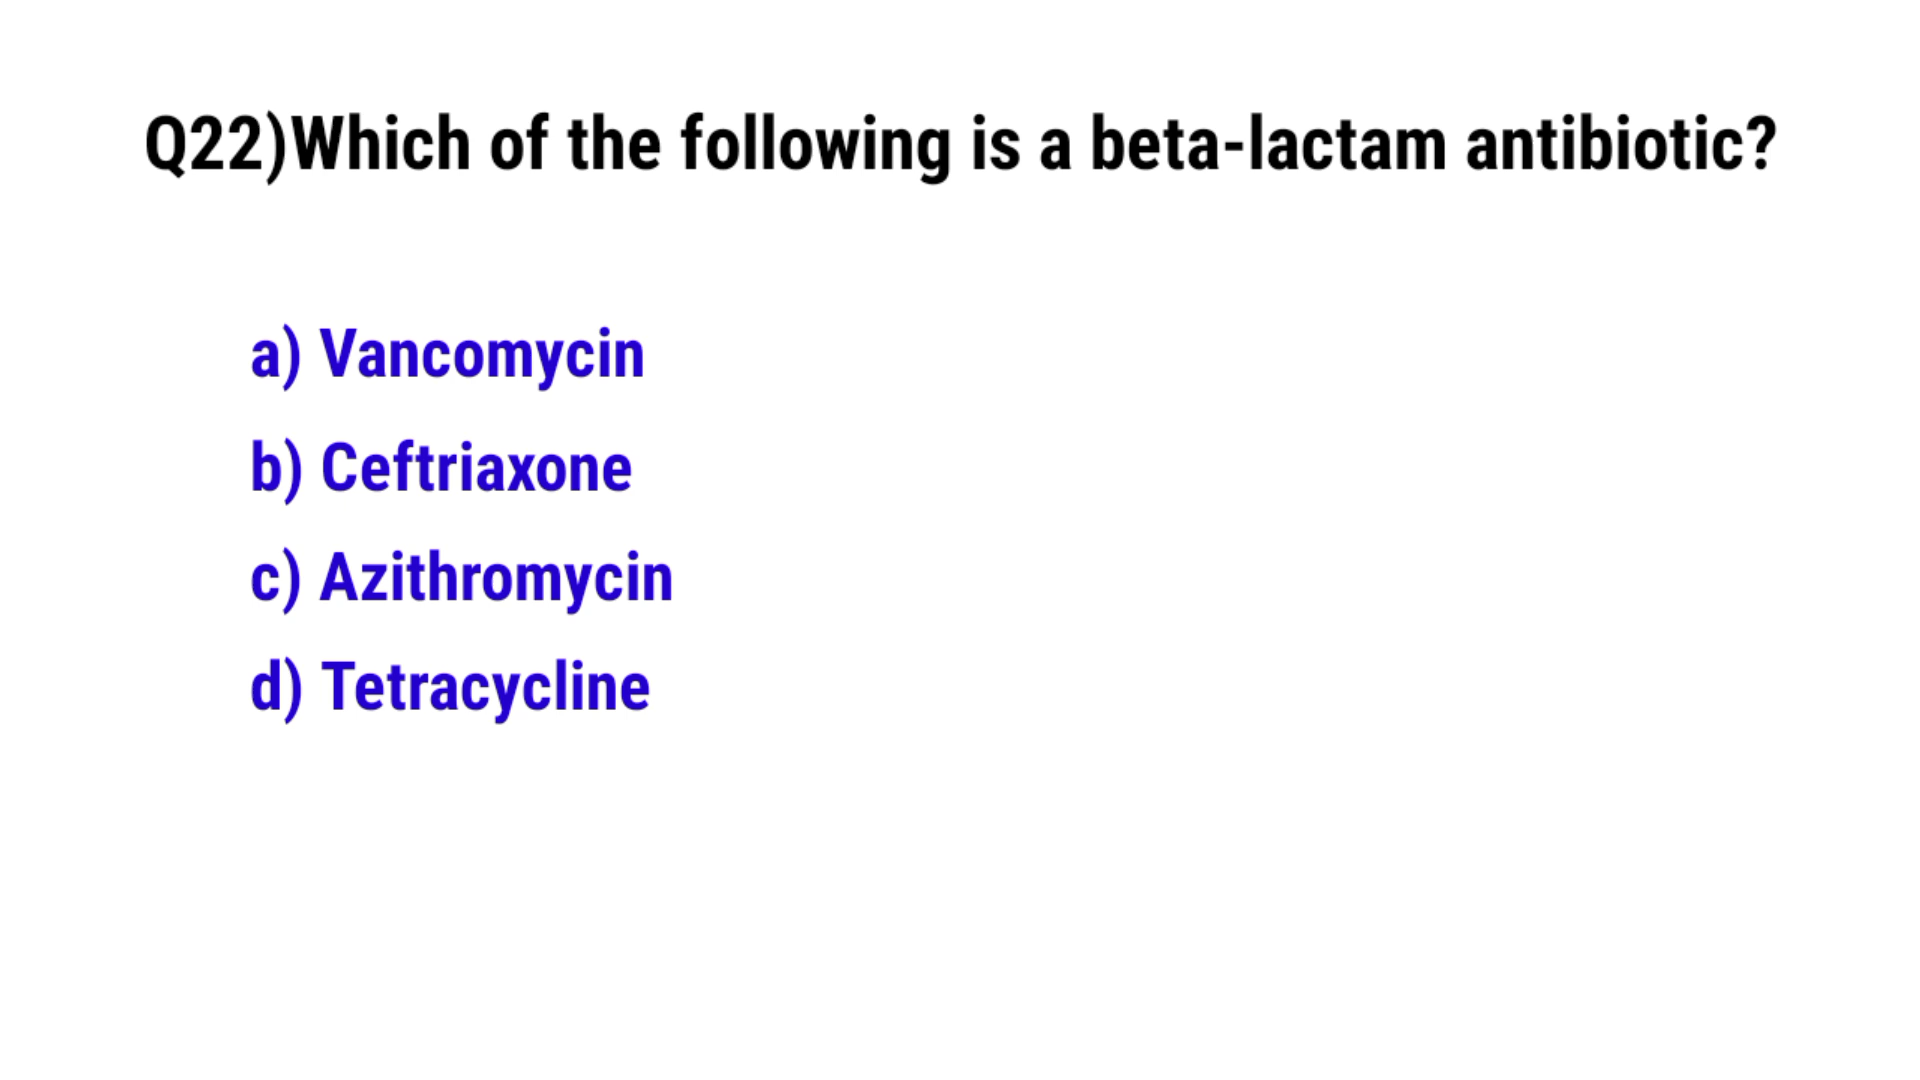 Q22)Which of the following is a beta-lactam antibiotic?
a) Vancomycin
b) Ceftriaxone
c) Azithromycin
d) Tetracycline